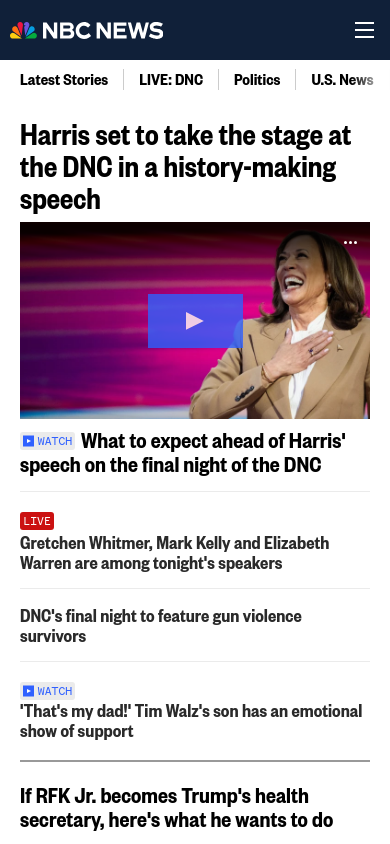 NBC NEWS
Latest Stories
LIVE: DNC
Politics
U.S. News
Harris set to take the stage at
the DNC in a history-making
speech
WATCH What to expect ahead of Harris'
speech on the final night of the DNC
LIVE
Gretchen Whitmer, Mark Kelly and Elizabeth
Warren are among tonight's speakers
DNC's final night to feature gun violence
survivors
WATCH
'That's my dad!' Tim Walz's son has an emotional
show of support
If RFK Jr. becomes Trump's health
secretary, here's what he wants to do